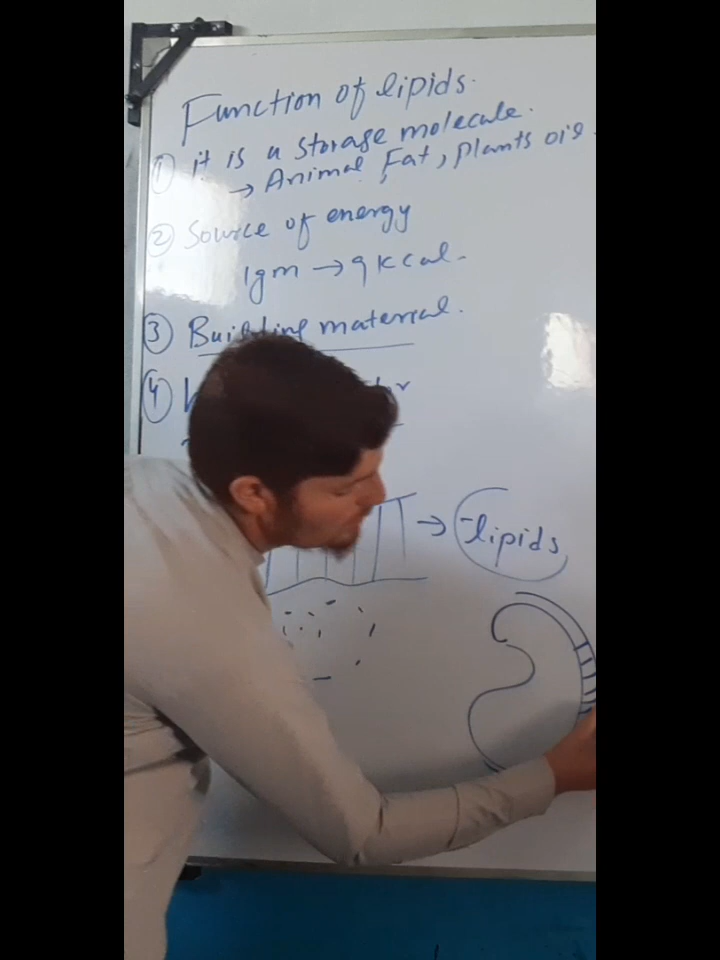 Function of lipids.
① it is a storage molecule.
→ Animal Fat, plants oil
② Source of energy
1gm → 9 kcal.
③ Building material.
④
→ lipids